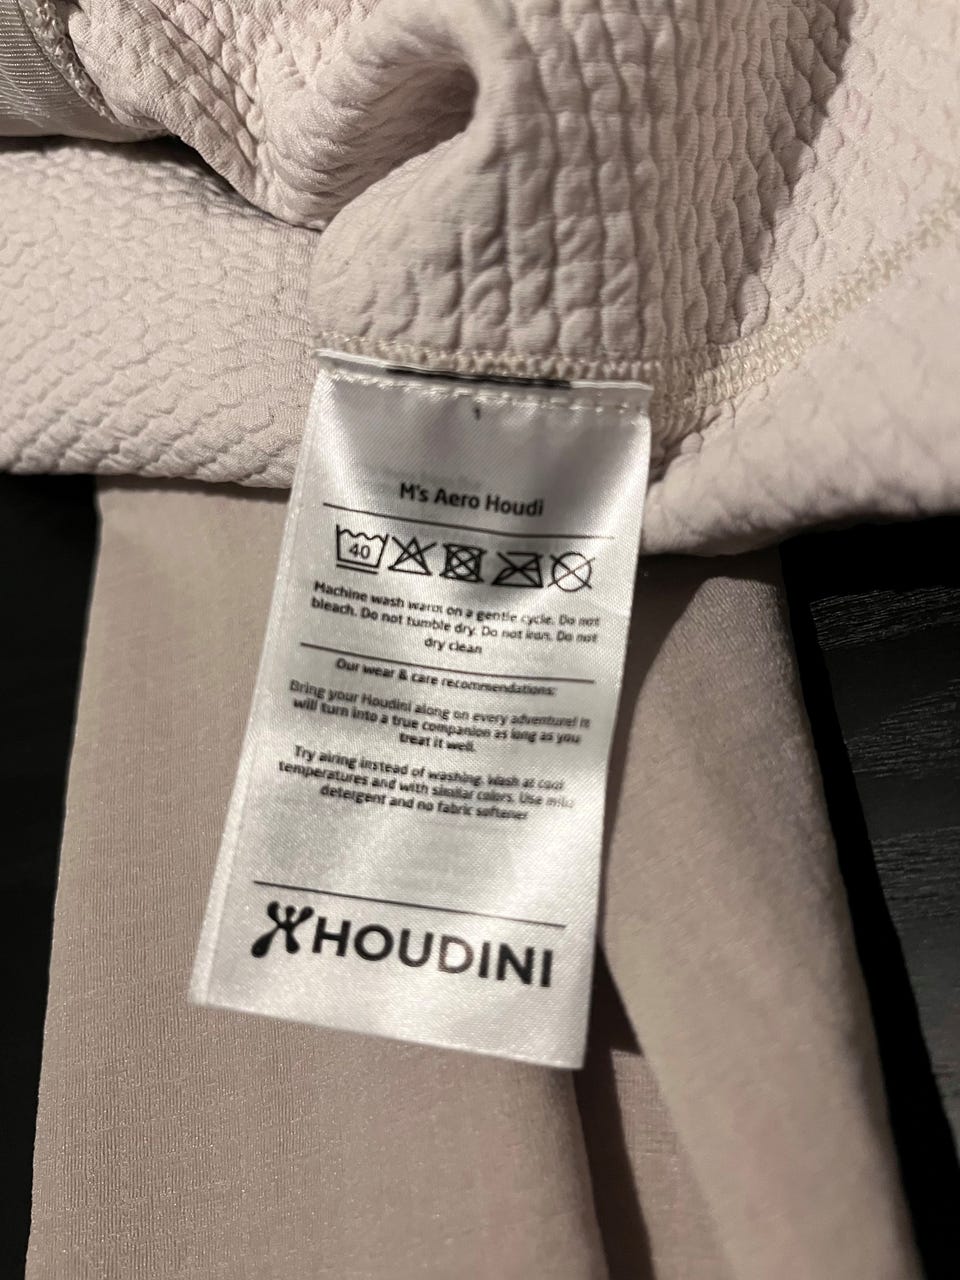 M's Aero Houdi
40
Machine wash warm on a gentle cycle. Do not
bleach. Do not tumble dry. Do not iron. Do not
dry clean
Our wear & care recommendations:
Bring your Houdini along on every adventure! It
will turn into a true companion as long as you
treat it well.
Try airing instead of washing. Wash at cool
temperatures and with similar colors. Use mild
detergent and no fabric softener
HOUDINI